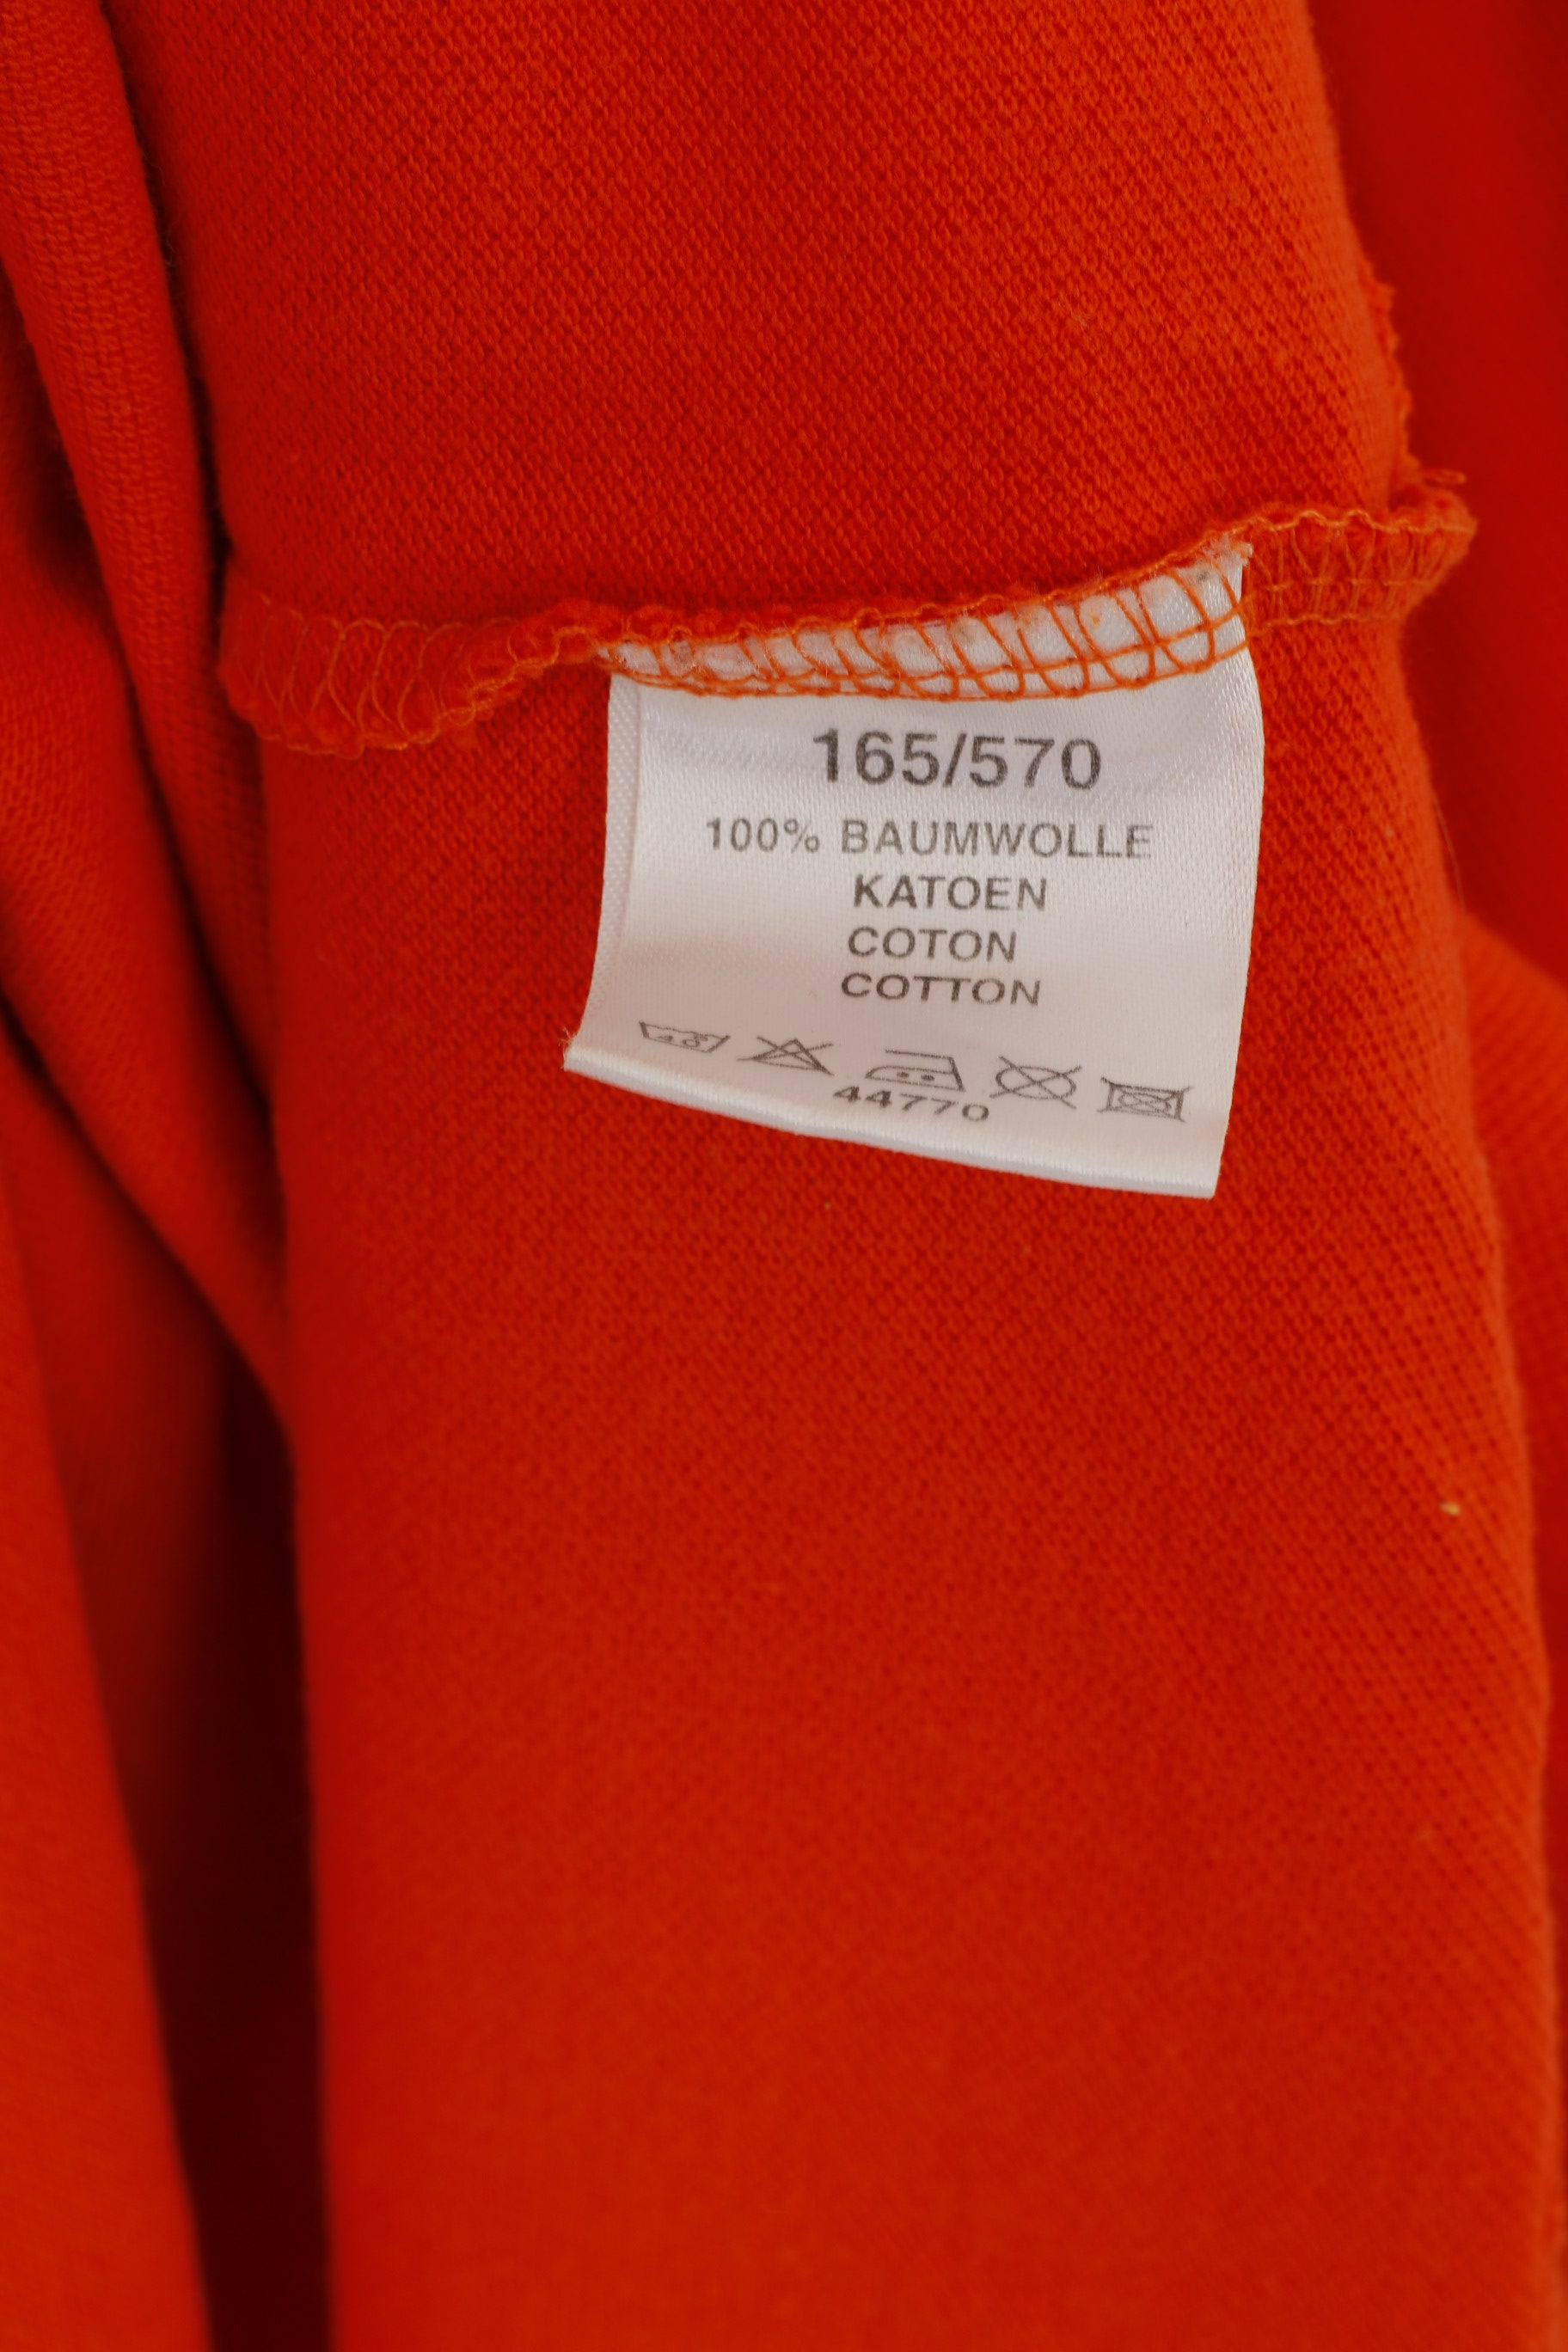 165/570
100% BAUMWOLLE
KATOEN
COTON
COTTON
40
44770